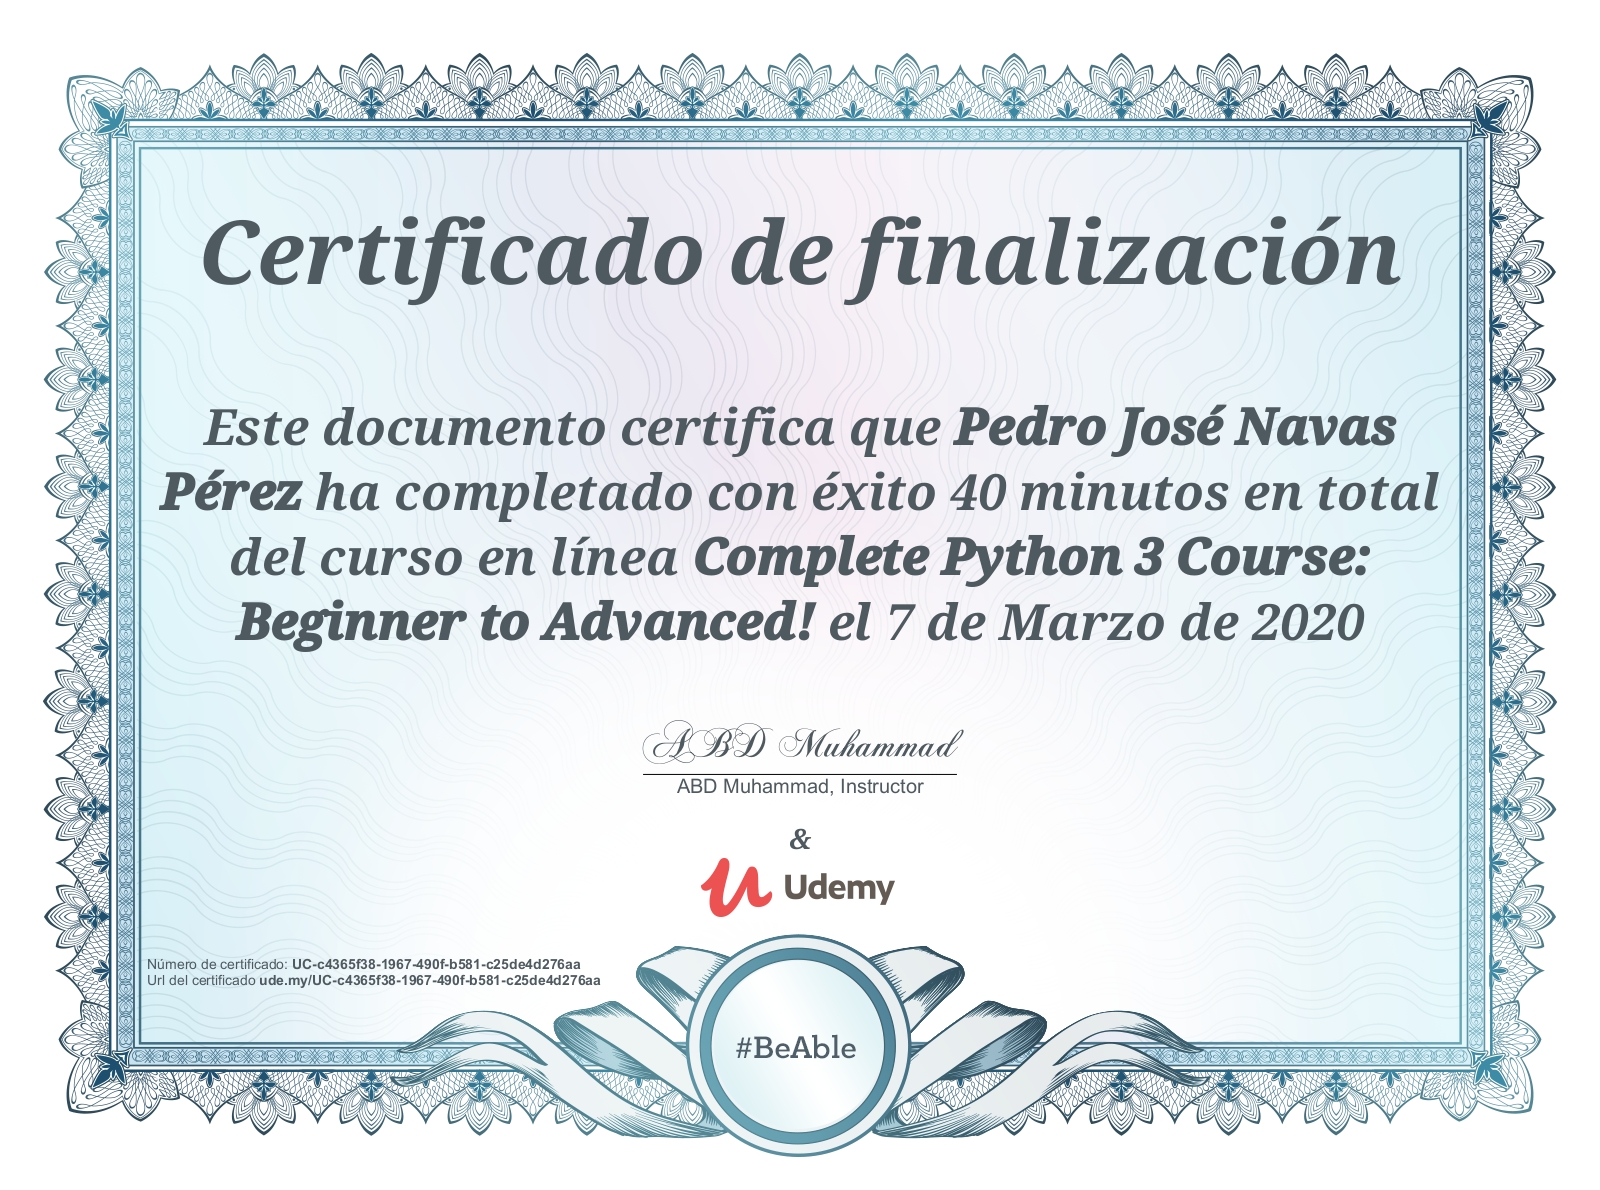 Certificado de finalización
Este documento certifica que Pedro José Navas
Pérez ha completado con éxito 40 minutos en total
del curso en línea Complete Python 3 Course:
Beginner to Advanced! el 7 de Marzo de 2020
ABD Muhammad
ABD Muhammad, Instructor
&
Udemy
Número de certificado: UC-c4365f38-1967-490f-b581-c25de4d276aa
Url del certificado ude.my/UC-c4365f38-1967-490f-b581-c25de4d276aa
#BeAble